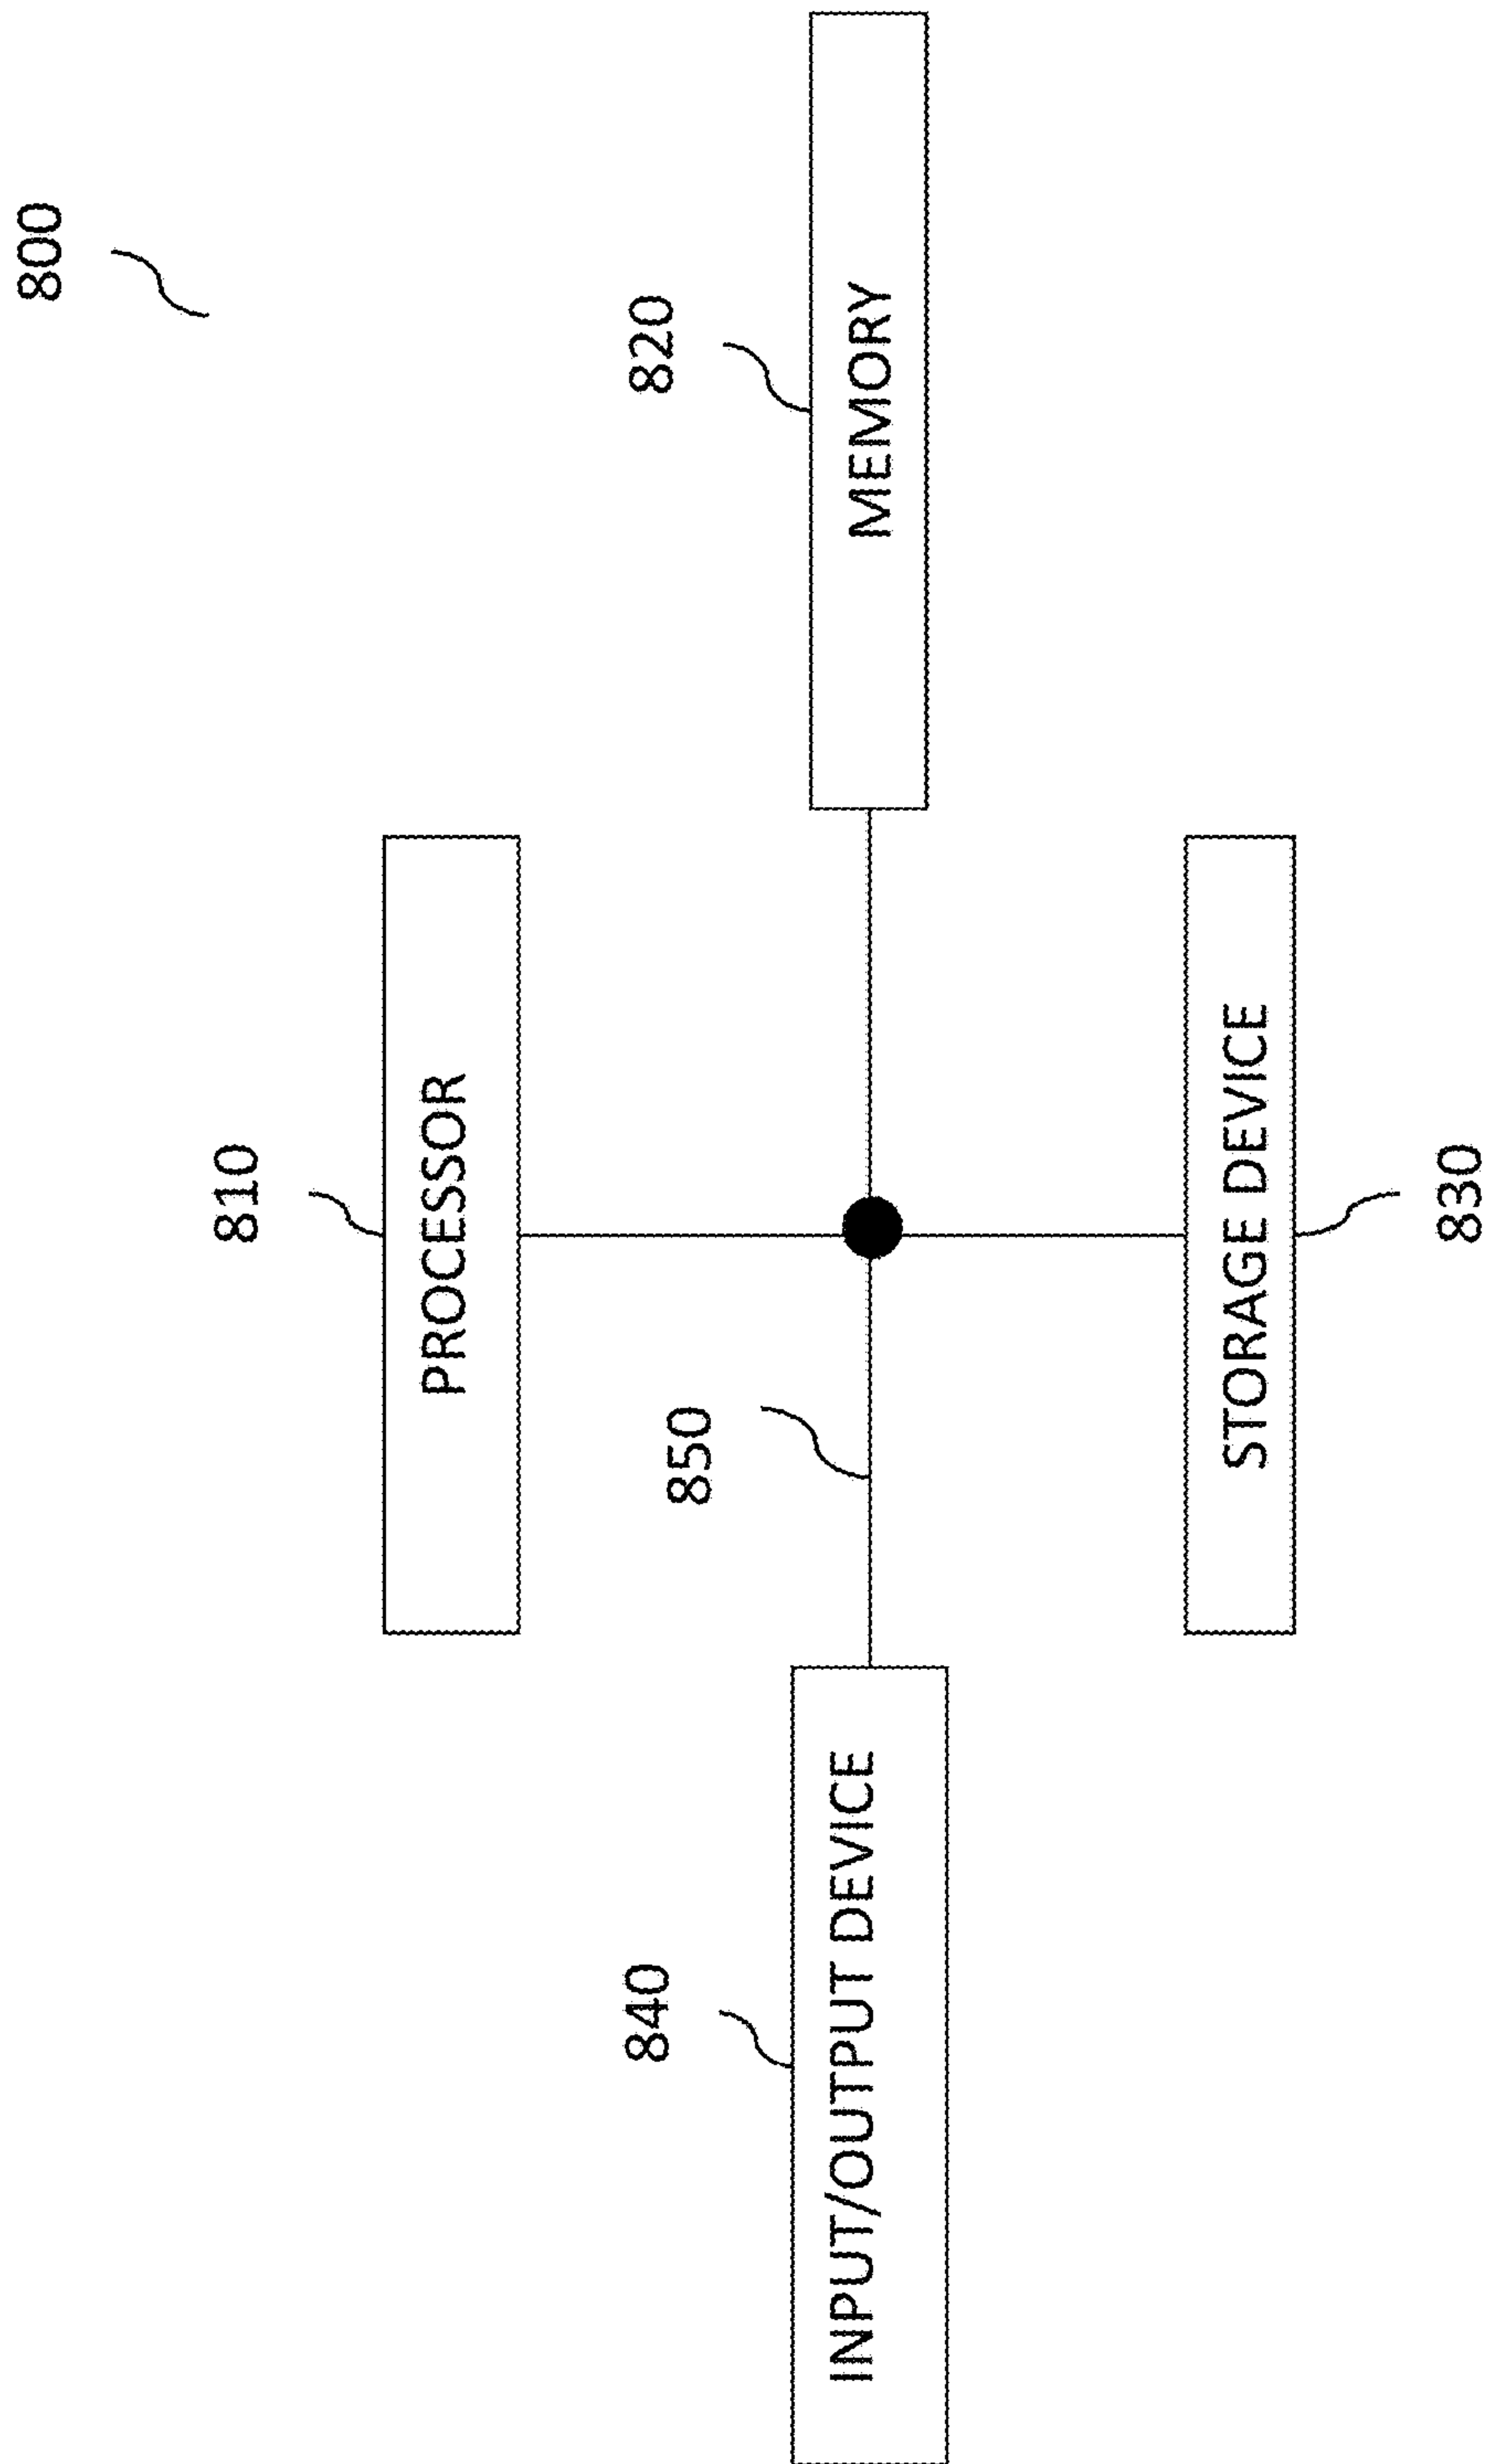 800
810
PROCESSOR
820
MEMORY
850
840
INPUT/OUTPUT DEVICE
STORAGE DEVICE
830